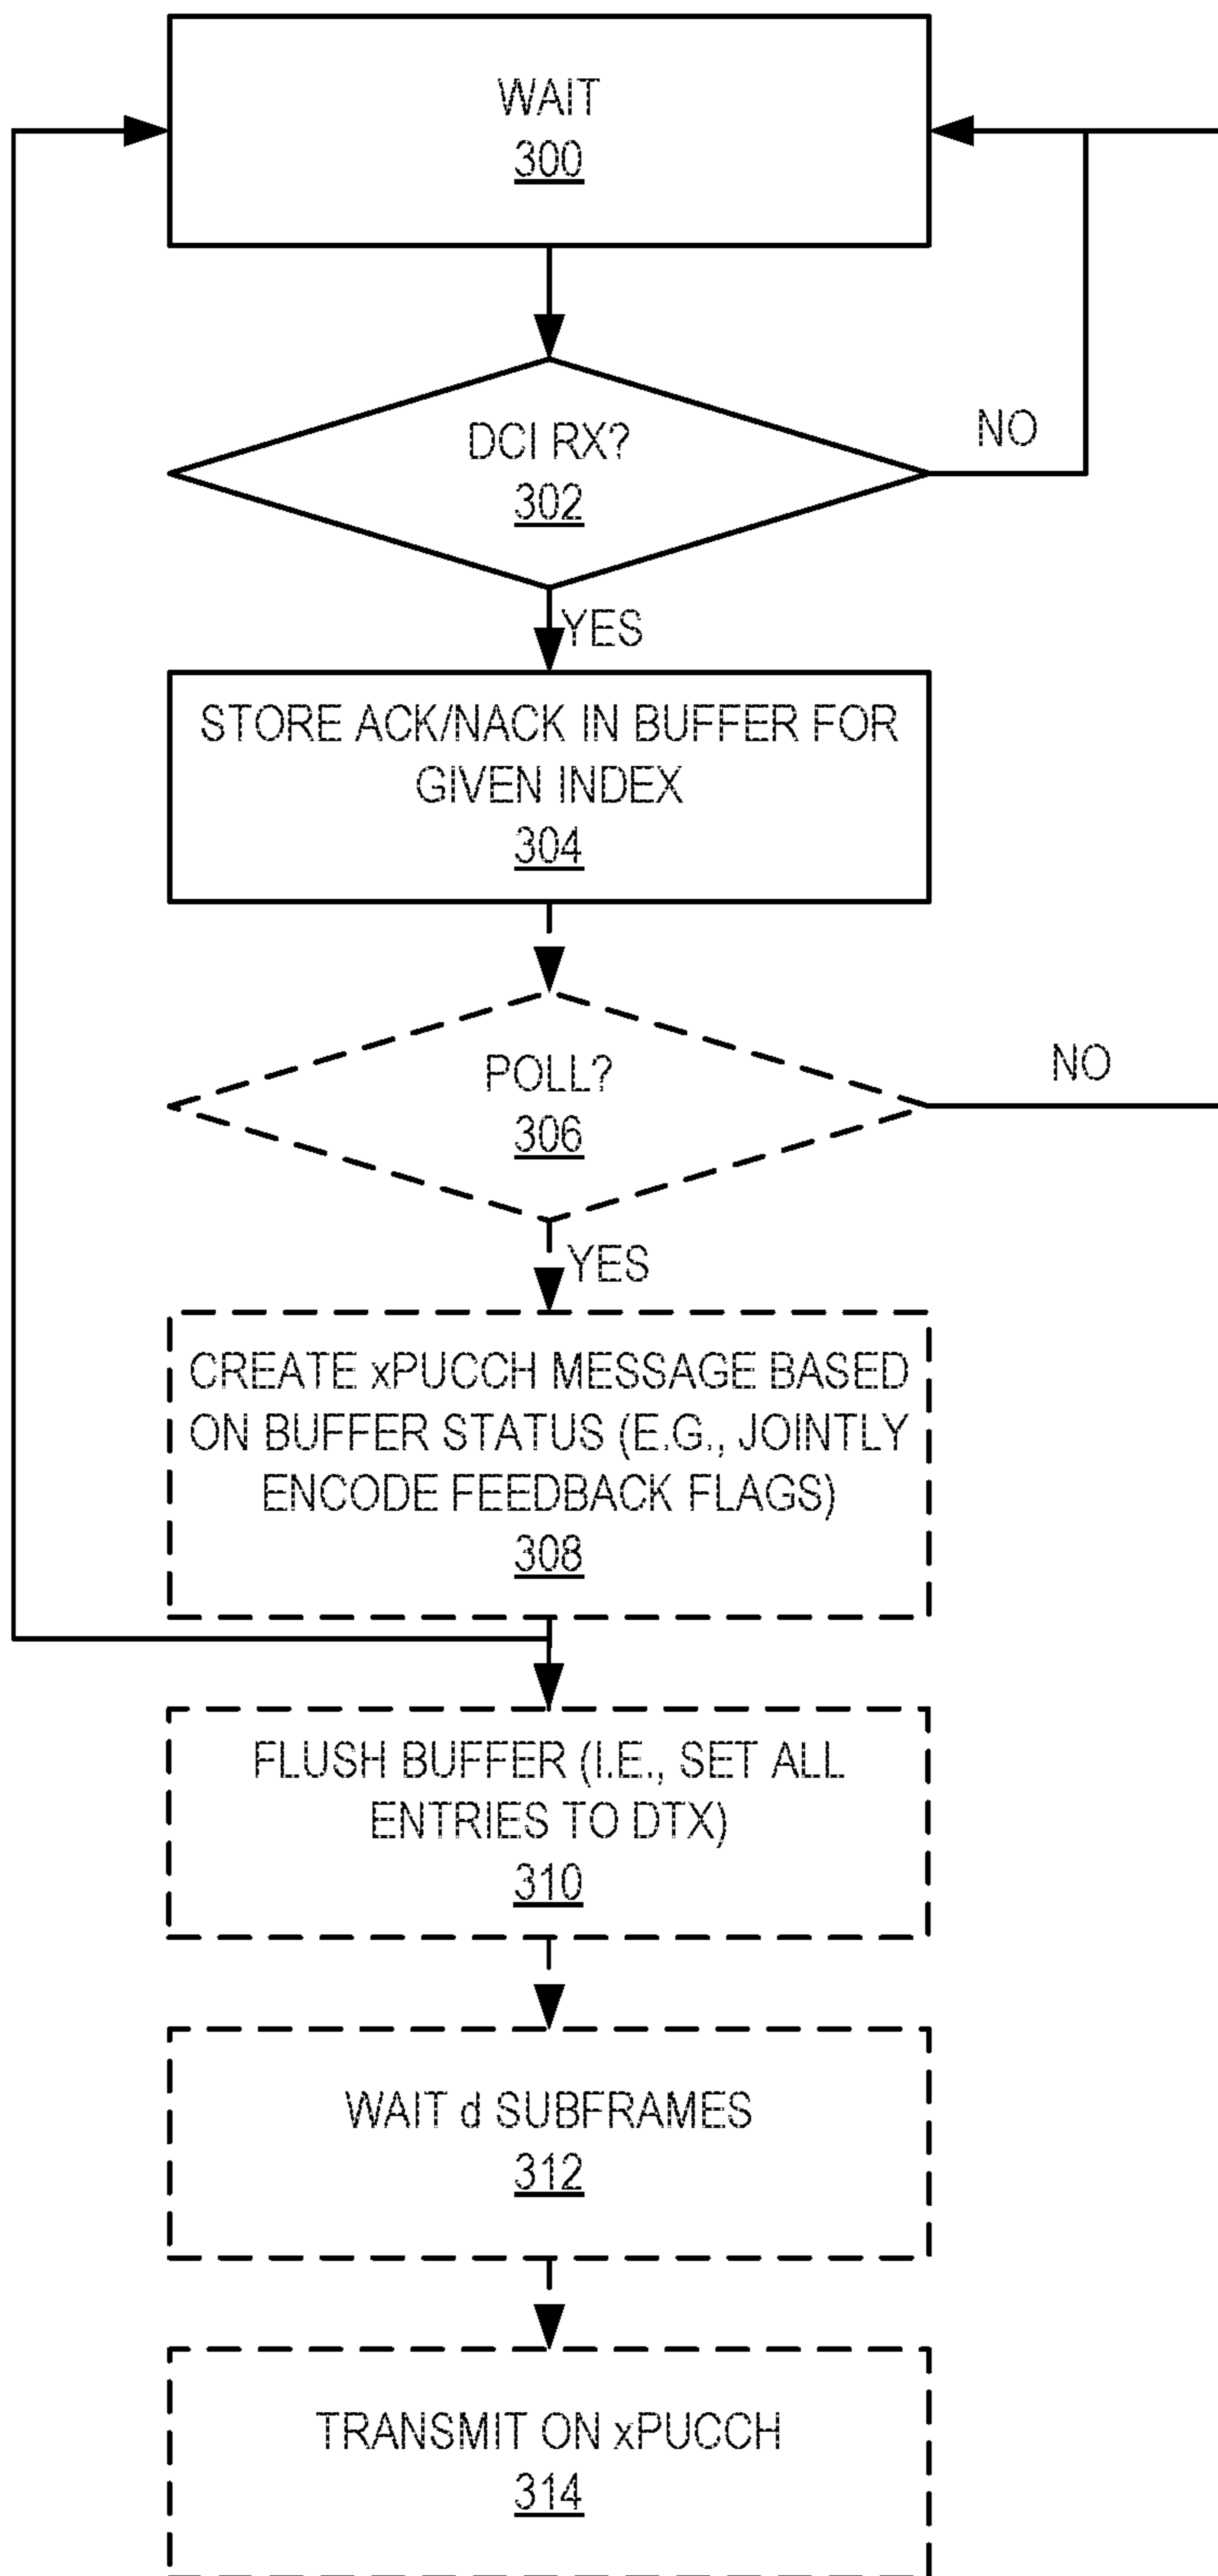 WAIT
300
DCI RX?
302
NO
YES
STORE ACK/NACK IN BUFFER FOR
GIVEN INDEX
304
POLL?
306
NO
YES
CREATE xPUCCH MESSAGE BASED
ON BUFFER STATUS (E.G., JOINTLY
ENCODE FEEDBACK FLAGS)
308
FLUSH BUFFER (I.E., SET ALL
ENTRIES TO DTX)
310
WAIT d SUBFRAMES
312
TRANSMIT ON xPUCCH
314